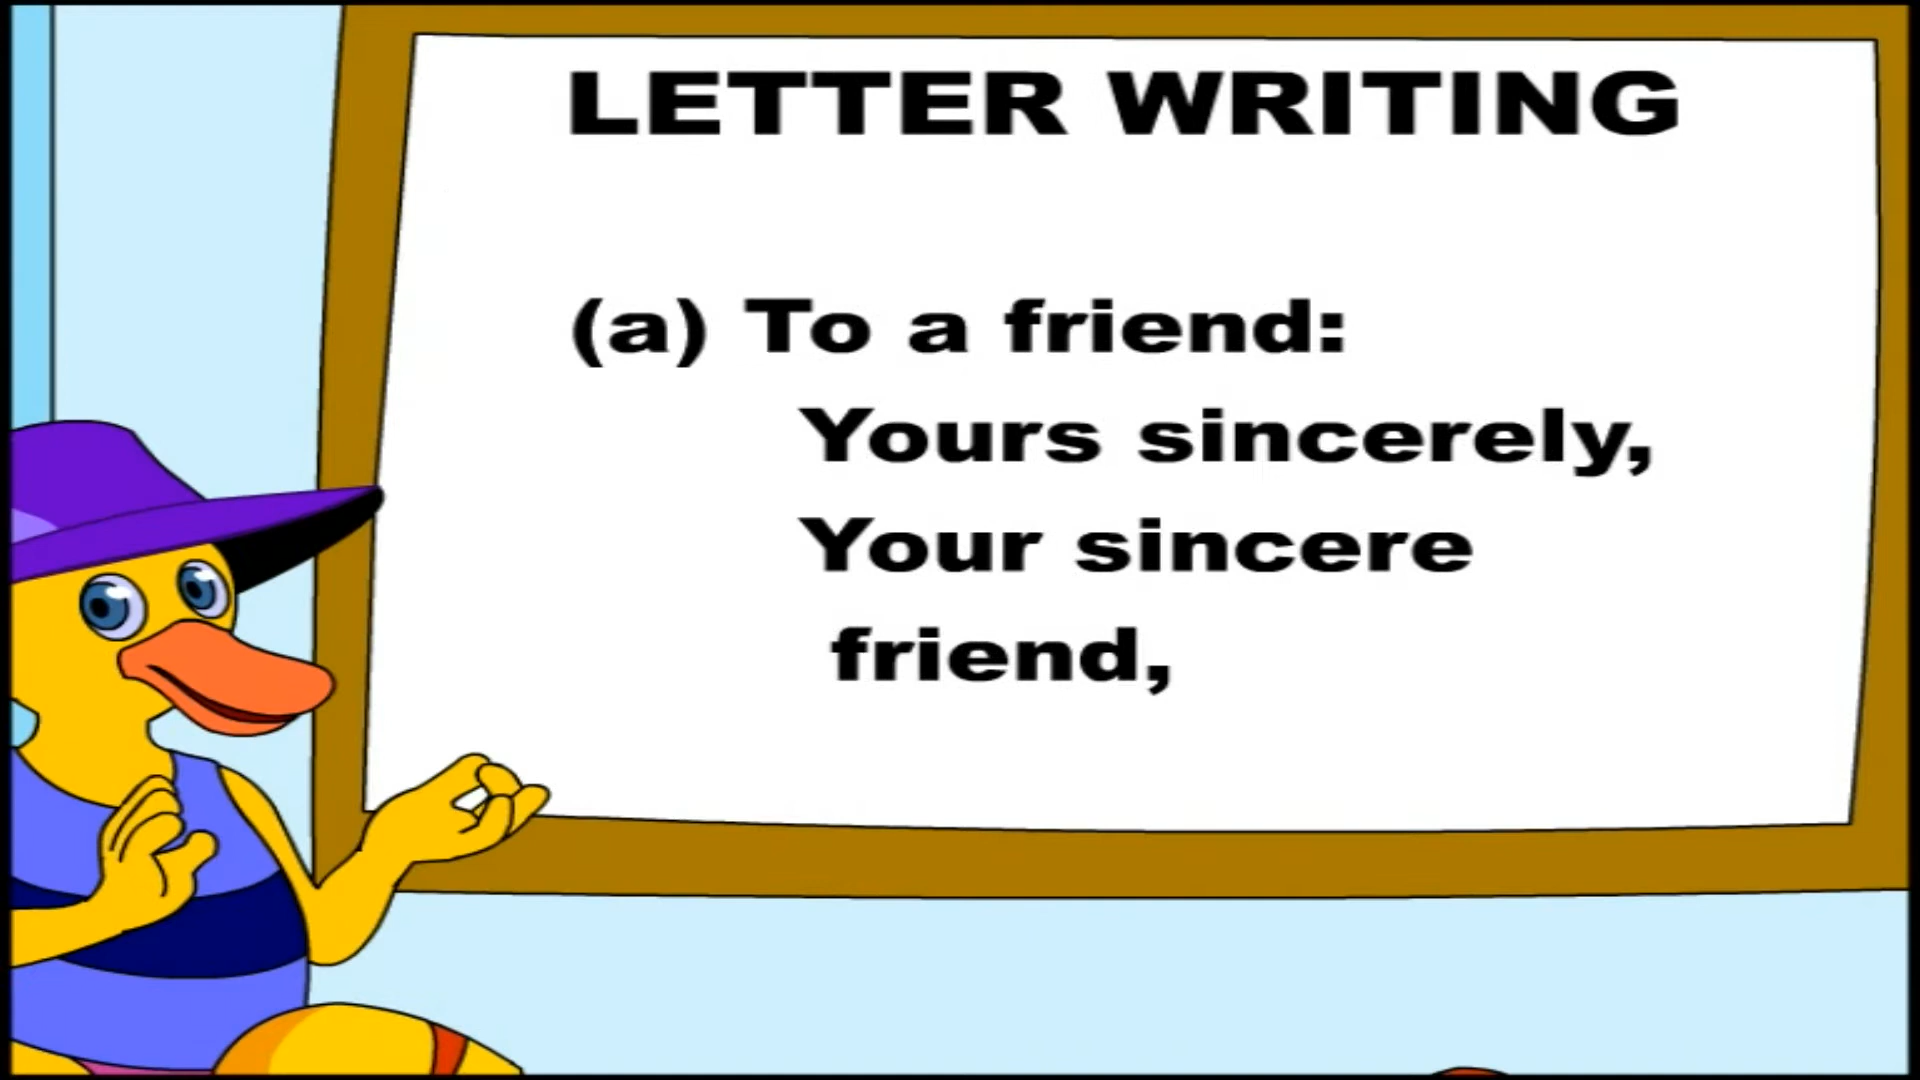 LETTER WRITING
(a) To a friend:
Yours sincerely,
Your sincere
friend,